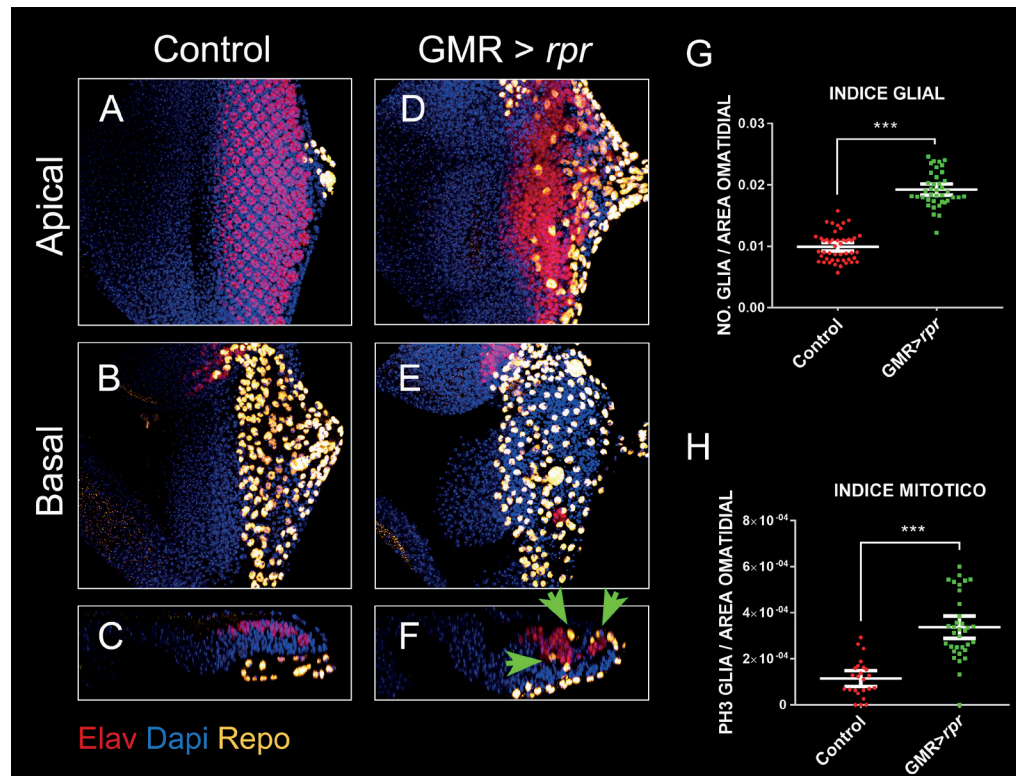 Control
GMR > rpr
Apical
Basal
A
B
C
D
E
F
Elav Dapi Repo
G
INDICE GLIAL
NO. GLIA / AREA OMATIDIAL
0.03
0.02
0.01
0.00
***
Control
GMR>rpr
H
INDICE MITOTICO
PH3 GLIA / AREA OMATIDIAL
8×10⁻⁰⁴
6×10⁻⁰⁴
4×10⁻⁰⁴
2×10⁻⁰⁴
0
***
Control
GMR>rpr